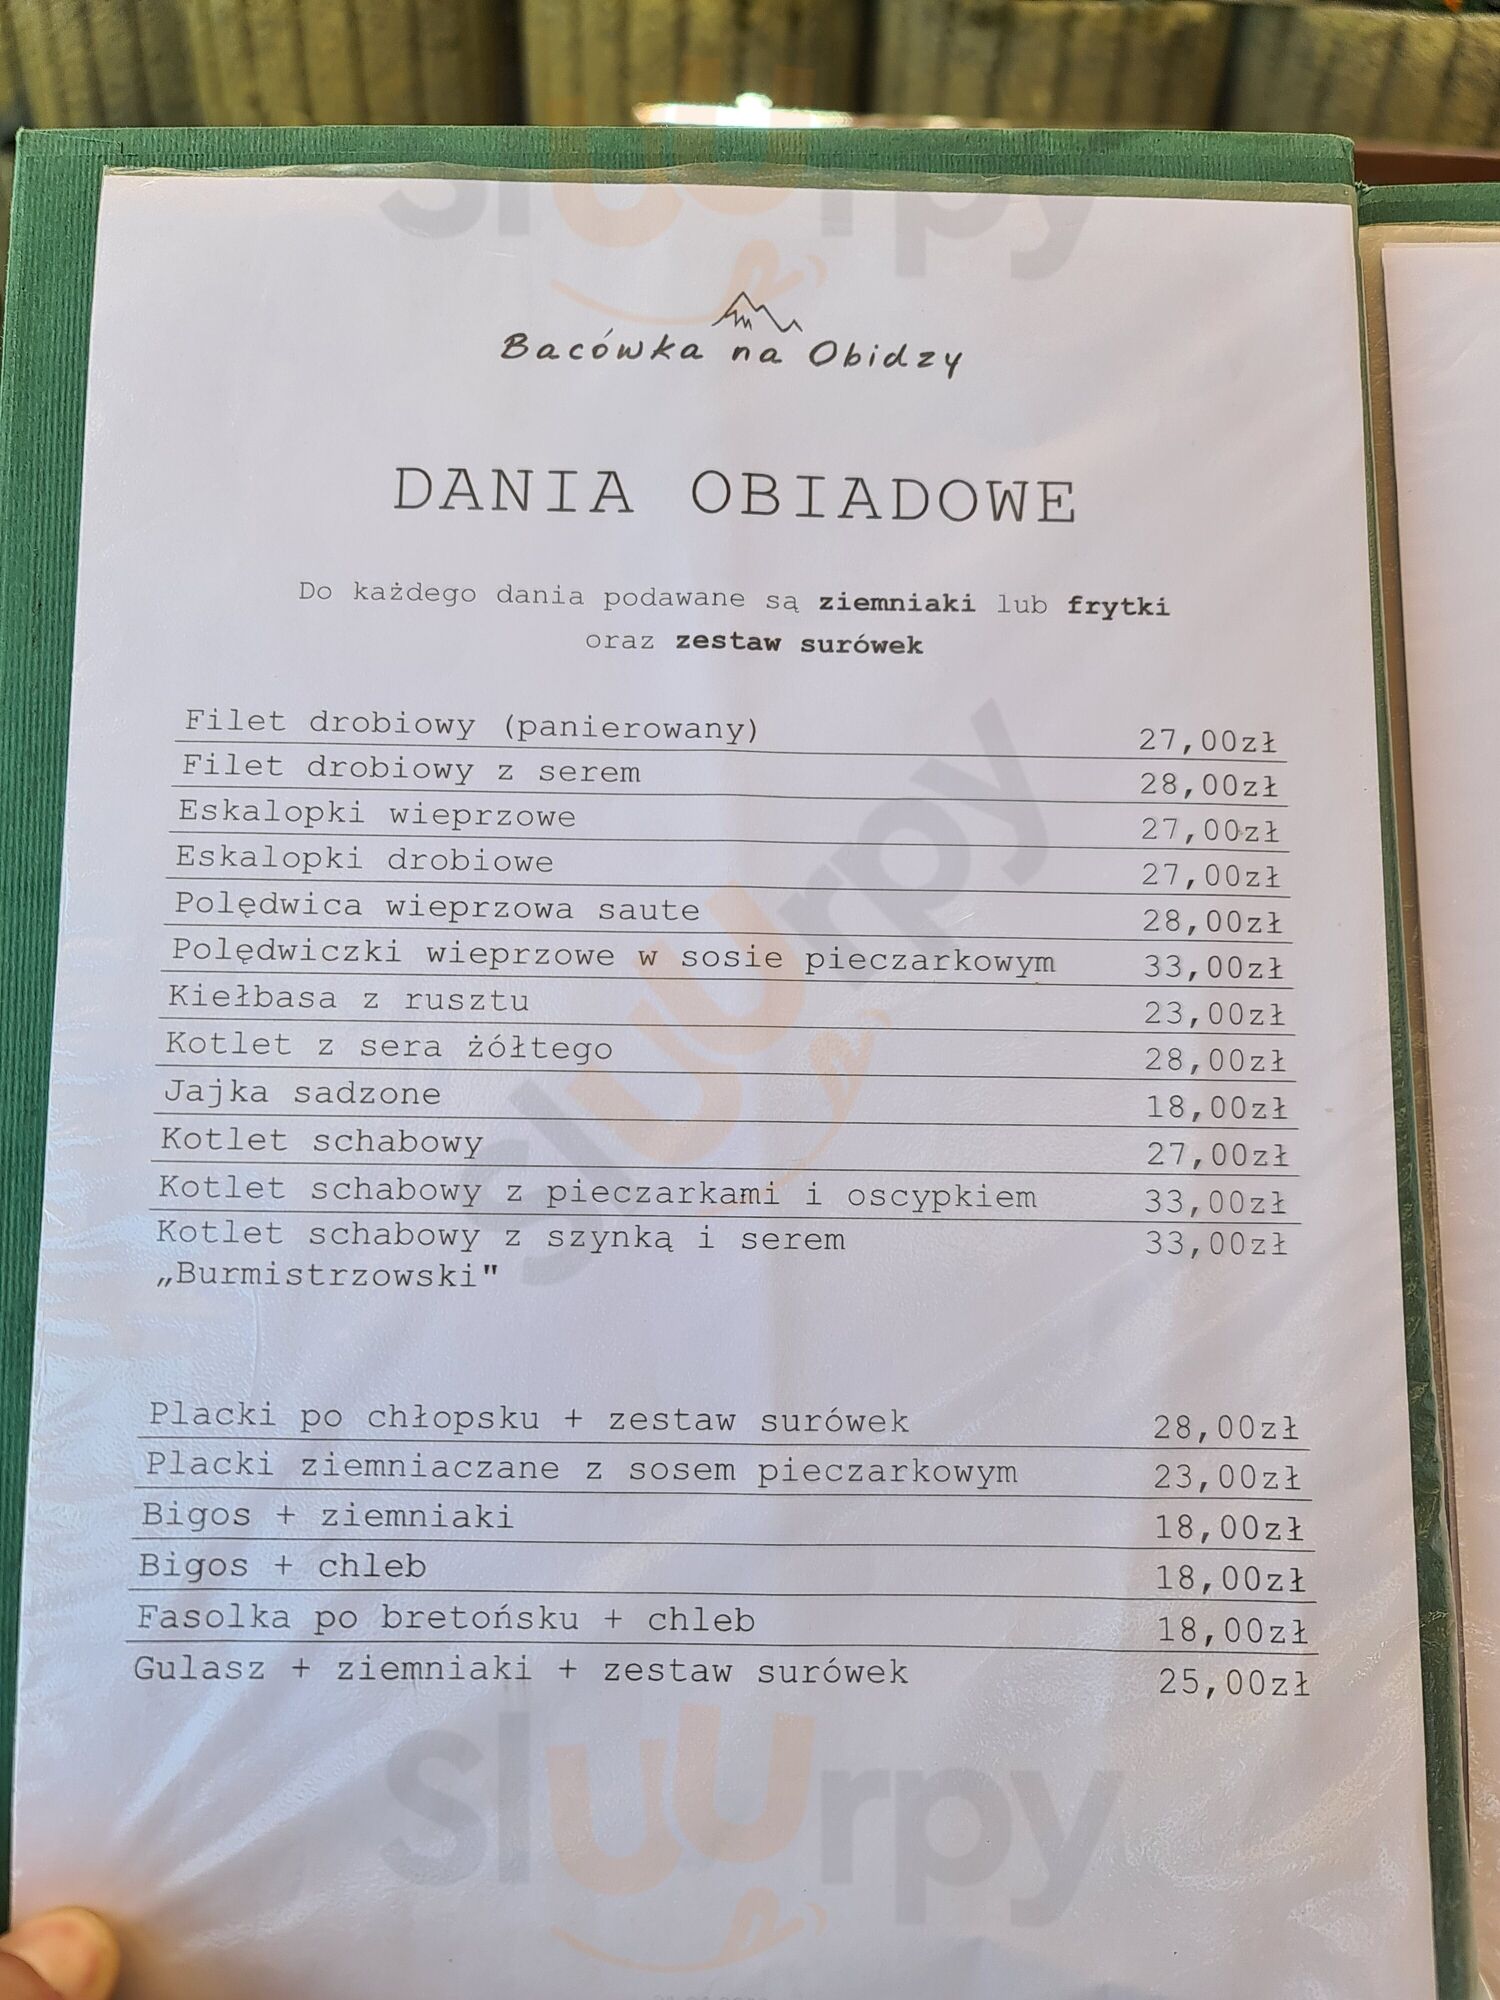 sluurpy
Bacówka na Obidzy
DANIA OBIADOWE
Do każdego dania podawane są ziemniaki lub frytki
oraz zestaw surówek
Filet drobiowy (panierowany) 27,00zł
Filet drobiowy z serem 28,00zł
Eskalopki wieprzowe 27,00zł
Eskalopki drobiowe 27,00zł
Polędwica wieprzowa saute 28,00zł
Polędwiczki wieprzowe w sosie pieczarkowym 33,00zł
Kiełbasa z rusztu 23,00zł
Kotlet z sera żółtego 28,00zł
Jajka sadzone 18,00zł
Kotlet schabowy 27,00zł
Kotlet schabowy z pieczarkami i oscypkiem 33,00zł
Kotlet schabowy z szynką i serem 33,00zł
„Burmistrzowski"
sluurpy
Placki po chłopsku + zestaw surówek 28,00zł
Placki ziemniaczane z sosem pieczarkowym 23,00zł
Bigos + ziemniaki 18,00zł
Bigos + chleb 18,00zł
Fasolka po bretońsku + chleb 18,00zł
Gulasz + ziemniaki + zestaw surówek 25,00zł
sluurpy